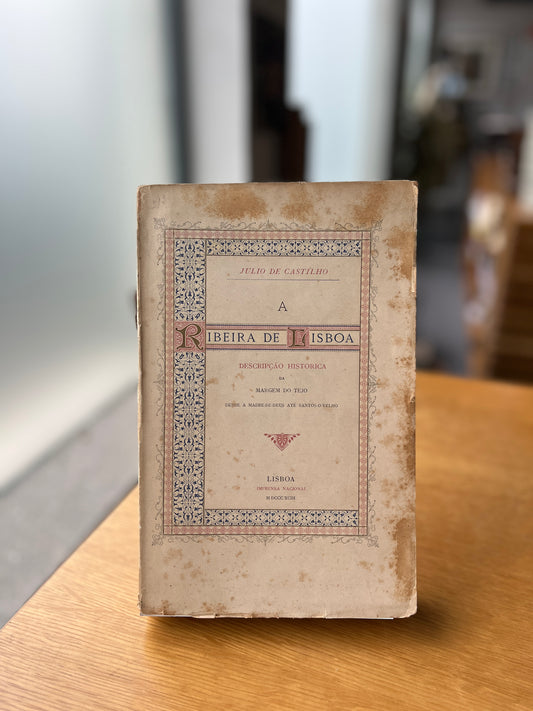 JULIO DE CASTILHO
A
RIBEIRA DE LISBOA
DESCRIPÇÃO HISTORICA
DA
MARGEM DO TEJO
DESDE A MADRE-DE-DEUS ATÉ SANTOS-O-VELHO
LISBOA
IMPRENSA NACIONAL
MDCCCXCIII